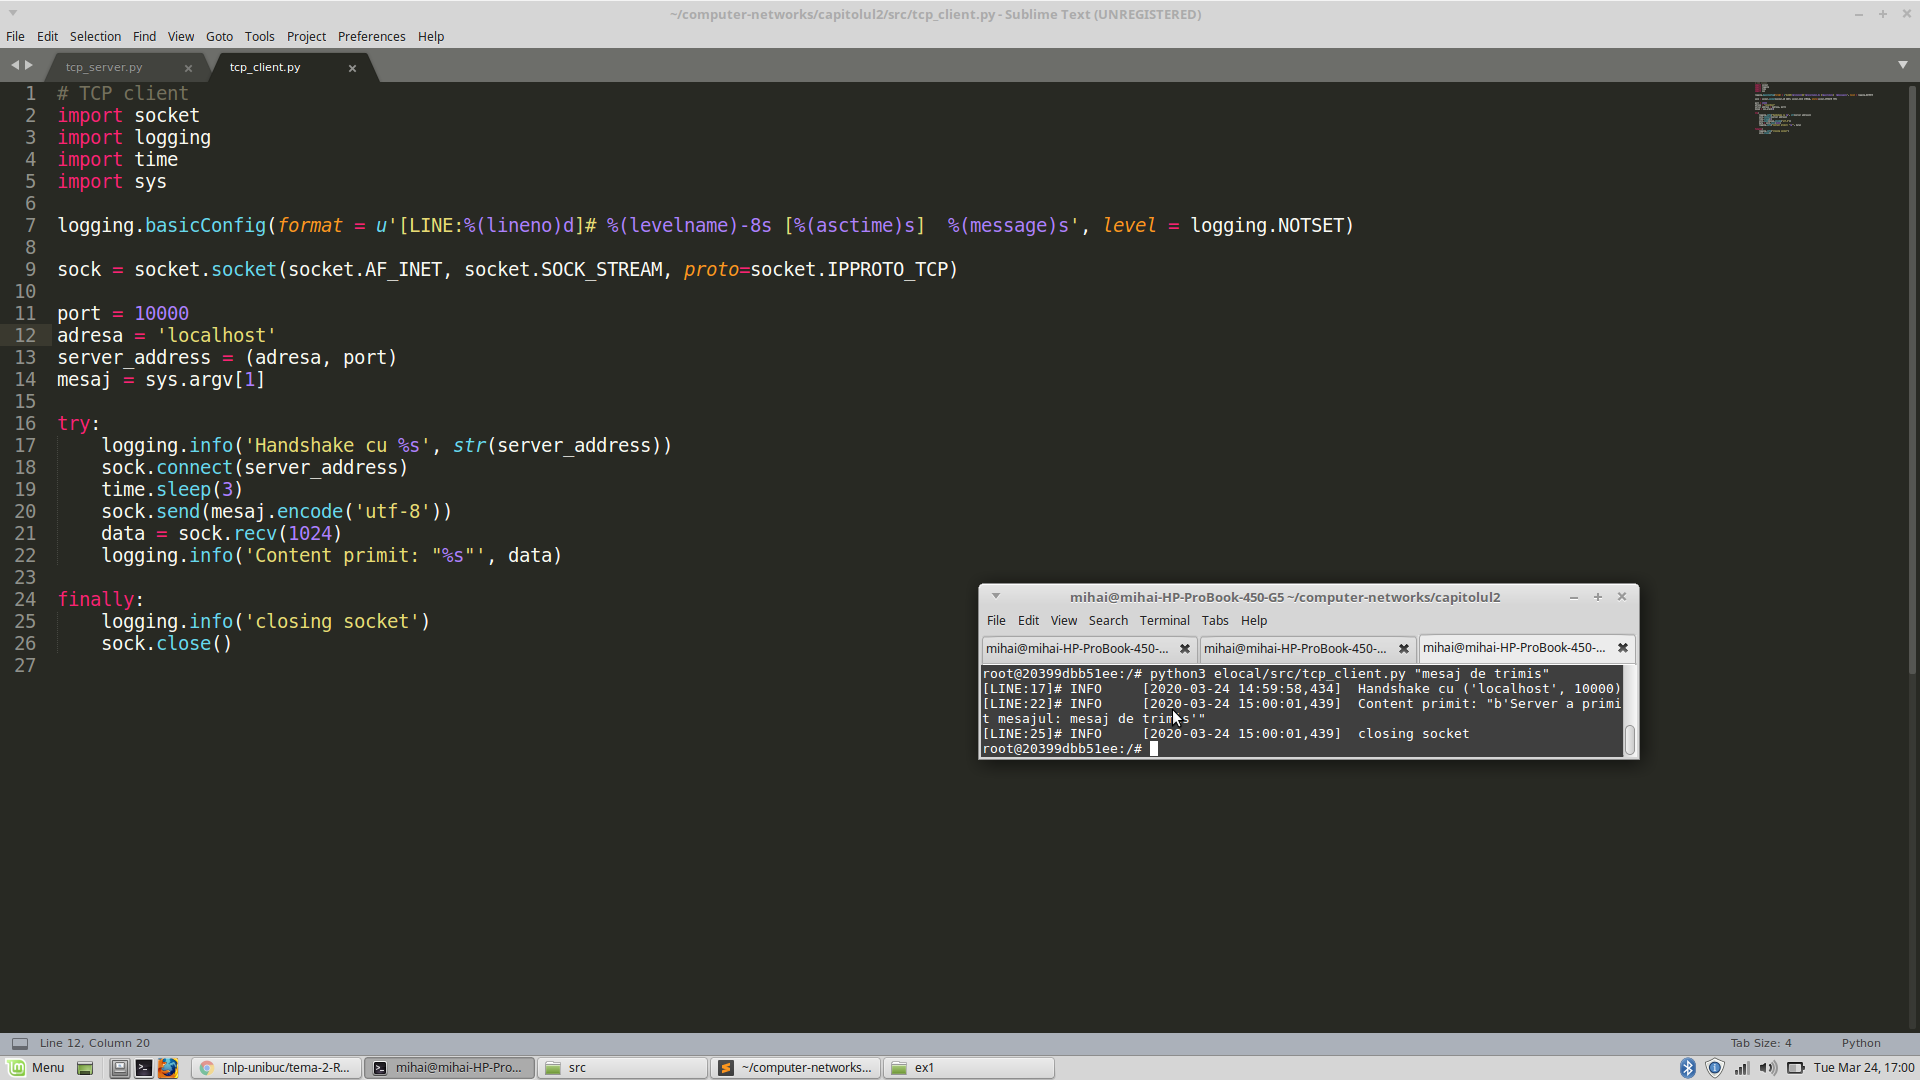 ~/computer-networks/capitolul2/src/tcp_client.py - Sublime Text (UNREGISTERED)
File Edit Selection Find View Goto Tools Project Preferences Help
tcp_server.py tcp_client.py
1 # TCP client
2 import socket
3 import logging
4 import time
5 import sys
6
7 logging.basicConfig(format = u'[LINE:%(lineno)d]# %(levelname)-8s [%(asctime)s]  %(message)s', level = logging.NOTSET)
8
9 sock = socket.socket(socket.AF_INET, socket.SOCK_STREAM, proto=socket.IPPROTO_TCP)
10
11 port = 10000
12 adresa = 'localhost'
13 server_address = (adresa, port)
14 mesaj = sys.argv[1]
15
16 try:
17     logging.info('Handshake cu %s', str(server_address))
18     sock.connect(server_address)
19     time.sleep(3)
20     sock.send(mesaj.encode('utf-8'))
21     data = sock.recv(1024)
22     logging.info('Content primit: "%s"', data)
23
24 finally:
25     logging.info('closing socket')
26     sock.close()
27
mihai@mihai-HP-ProBook-450-G5 ~/computer-networks/capitolul2
File Edit View Search Terminal Tabs Help
mihai@mihai-HP-ProBook-450-... mihai@mihai-HP-ProBook-450-... mihai@mihai-HP-ProBook-450-...
root@20399dbb51ee:/# python3 elocal/src/tcp_client.py "mesaj de trimis"
[LINE:17]# INFO     [2020-03-24 14:59:58,434]  Handshake cu ('localhost', 10000)
[LINE:22]# INFO     [2020-03-24 15:00:01,439]  Content primit: "b'Server a primi
t mesajul: mesaj de trimis'"
[LINE:25]# INFO     [2020-03-24 15:00:01,439]  closing socket
root@20399dbb51ee:/#
Line 12, Column 20 Tab Size: 4 Python
Menu [nlp-unibuc/tema-2-R... mihai@mihai-HP-Pro... src ~/computer-networks... ex1 Tue Mar 24, 17:00